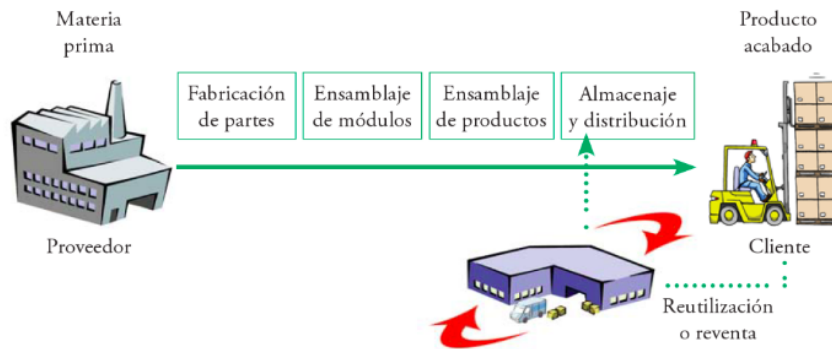 Materia
prima
Producto
acabado
Fabricación
de partes
Ensamblaje
de módulos
Ensamblaje
de productos
Almacenaje
y distribución
Proveedor
Cliente
Reutilización
o reventa